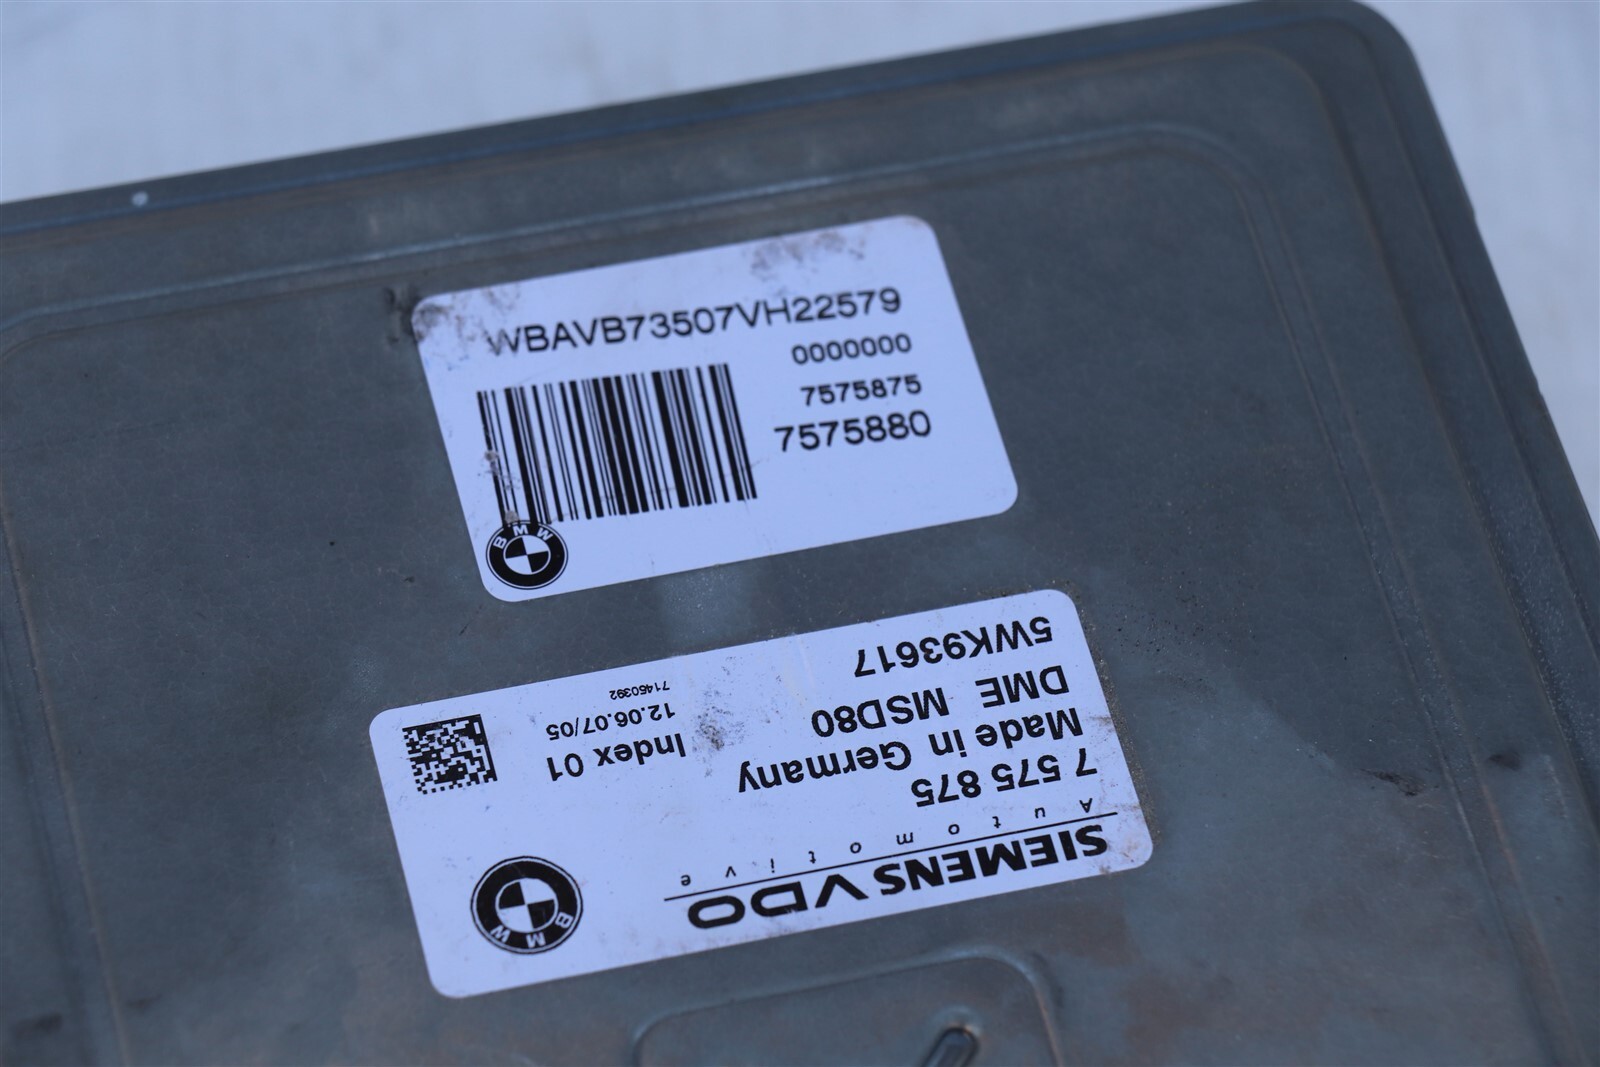 WBAVB73507VH22579
0000000
7575875
7575880
BMW
SIEMENS VDO
Automotive
7 575 875
Made in Germany
DME MSD80
5WK93617
Index 01
12.06.07/05
71450392
BMW